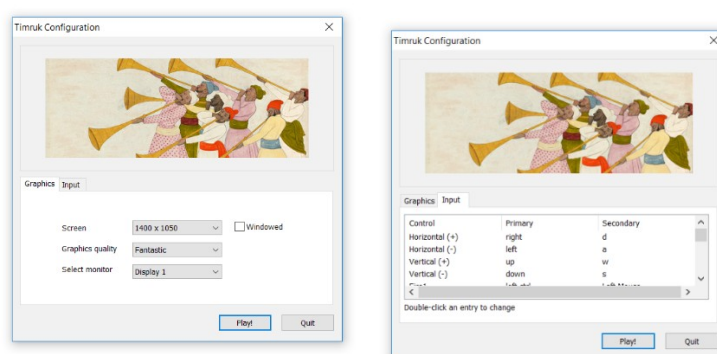 Timruk Configuration
Graphics Input
Screen 1400 x 1050 Windowed
Graphics quality Fantastic
Select monitor Display 1
Play! Quit
Timruk Configuration
Graphics Input
Control Primary Secondary
Horizontal (+) right d
Horizontal (-) left a
Vertical (+) up w
Vertical (-) down s
Double-click an entry to change
Play! Quit